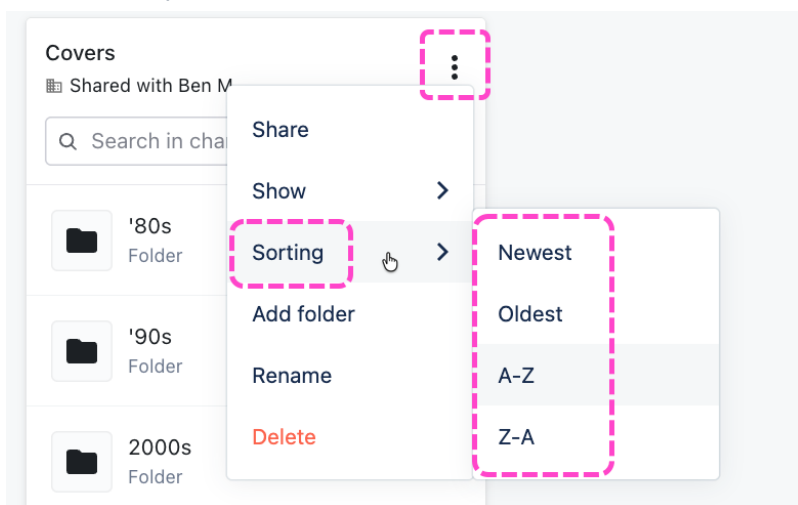 Covers
Shared with Ben M
Search in cha
Share
Show
'80s
Folder
Sorting
Newest
Add folder
Oldest
'90s
Folder
Rename
A-Z
Delete
Z-A
2000s
Folder